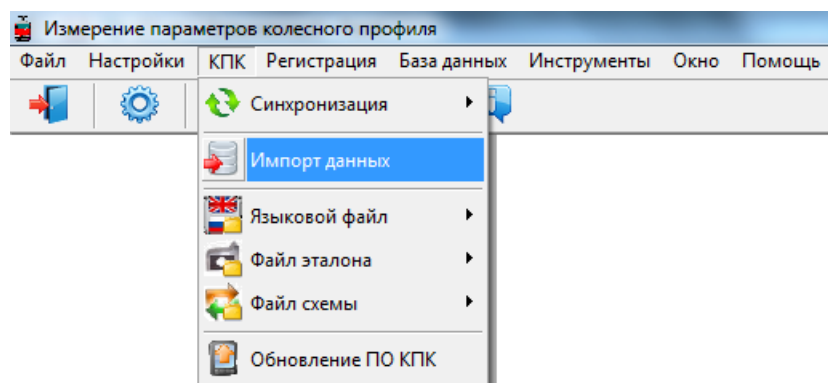 Измерение параметров колесного профиля
Файл Настройки КПК Регистрация База данных Инструменты Окно Помощь
Синхронизация
Импорт данных
Языковой файл
Файл эталона
Файл схемы
Обновление ПО КПК